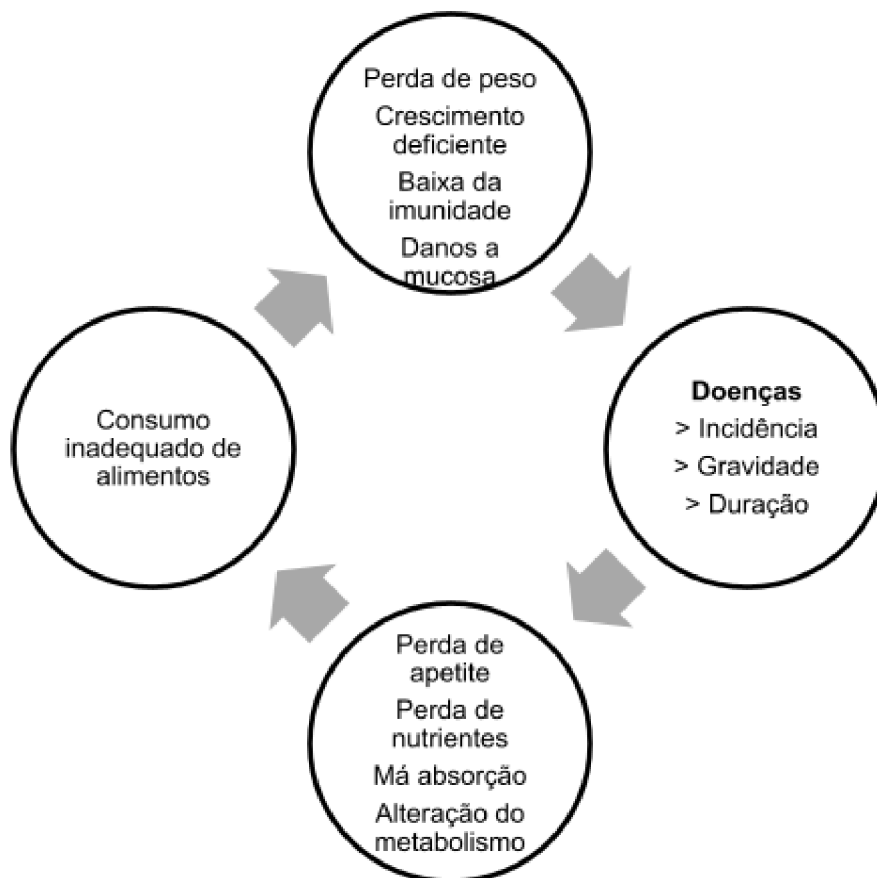 Perda de peso
Crescimento
deficiente
Baixa da
imunidade
Danos a
mucosa
Consumo
inadequado de
alimentos
Doenças
> Incidência
> Gravidade
> Duração
Perda de
apetite
Perda de
nutrientes
Má absorção
Alteração do
metabolismo